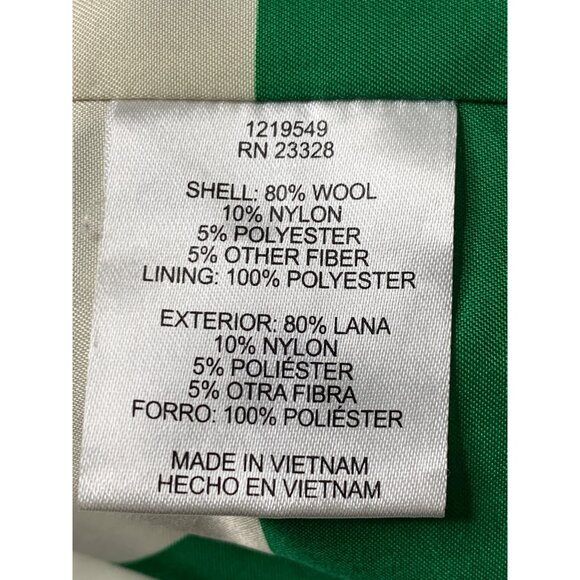 1219549
RN 23328
SHELL: 80% WOOL
10% NYLON
5% POLYESTER
5% OTHER FIBER
LINING: 100% POLYESTER
EXTERIOR: 80% LANA
10% NYLON
5% POLIÉSTER
5% OTRA FIBRA
FORRO: 100% POLIÉSTER
MADE IN VIETNAM
HECHO EN VIETNAM